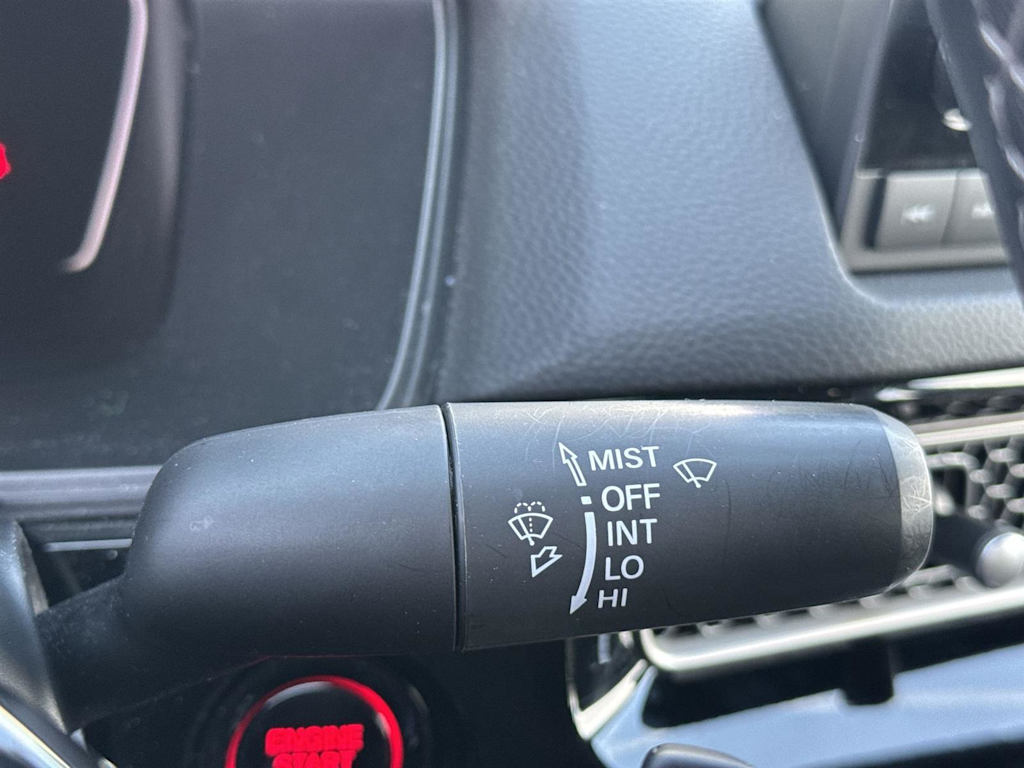 MIST
OFF
INT
LO
HI
ENGINE
START